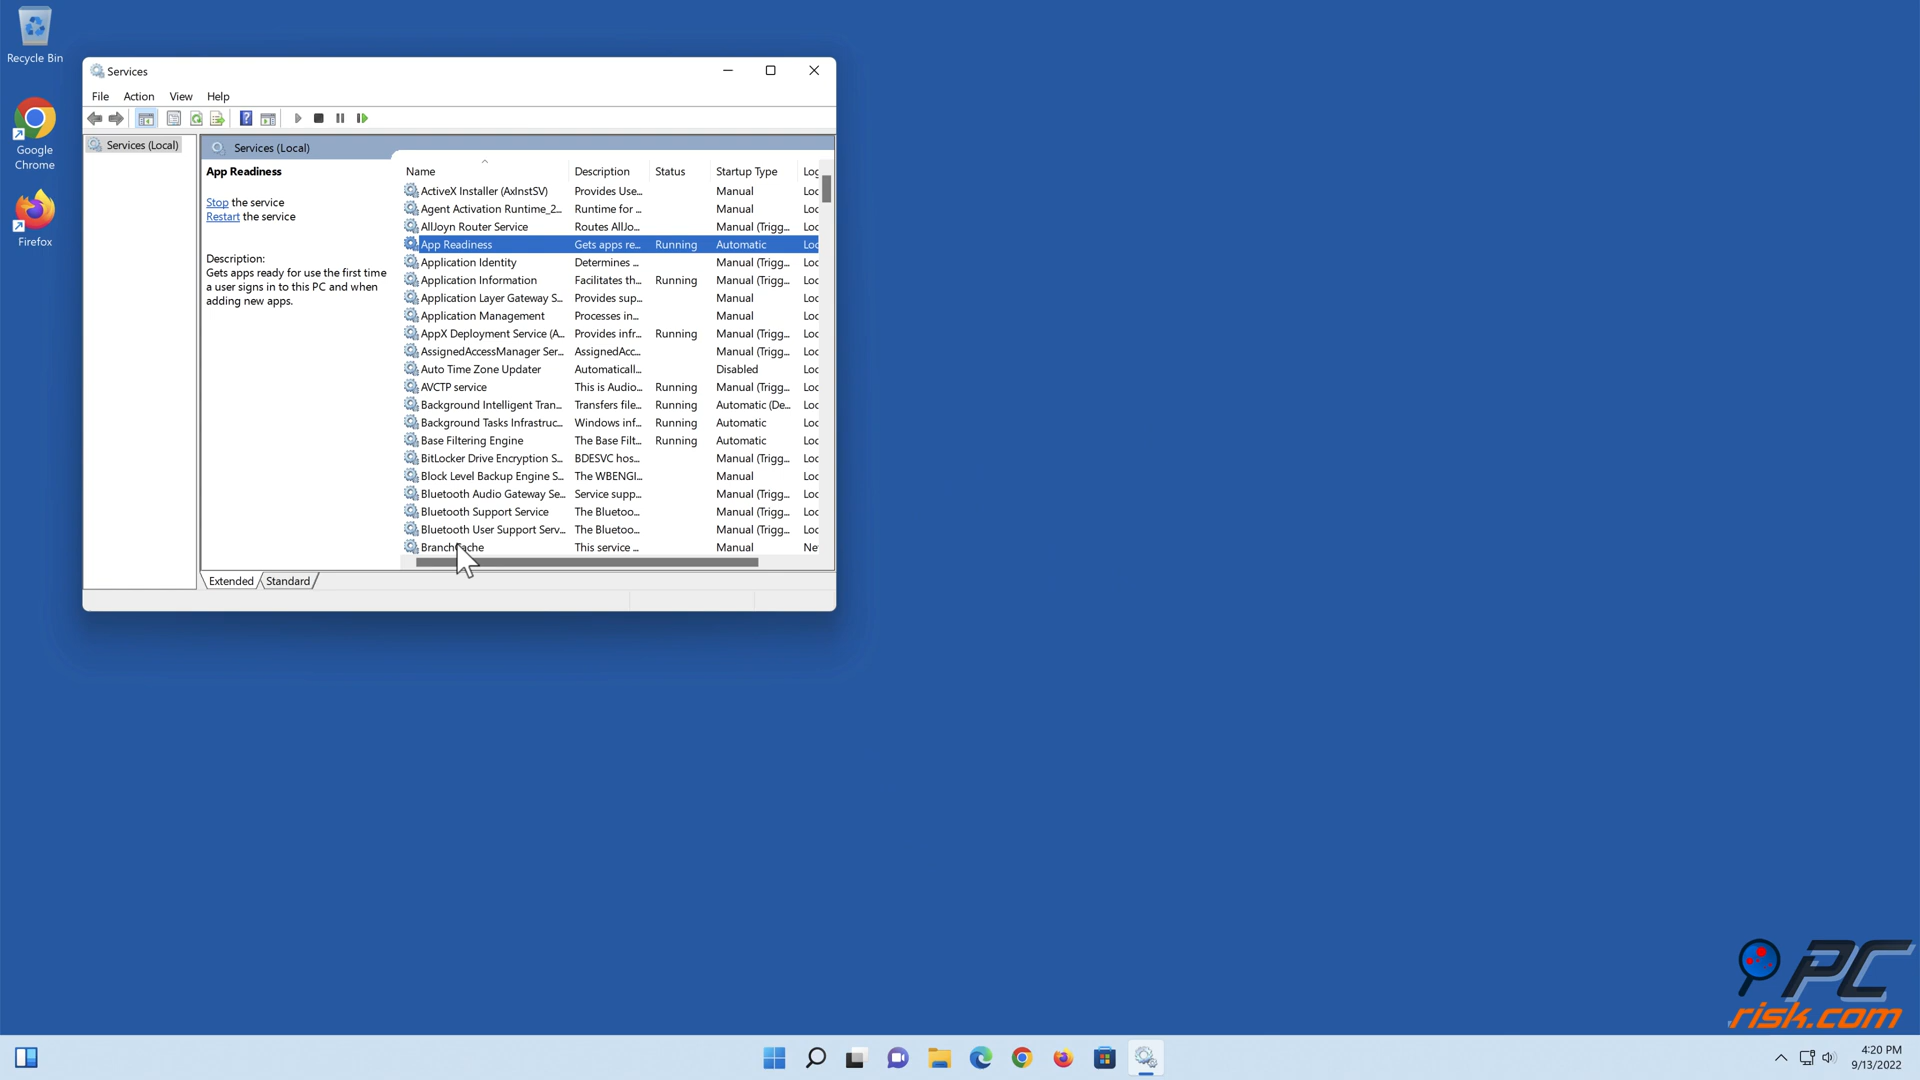 Recycle Bin
Google
Chrome
Firefox
Services
File Action View Help
Services (Local)
Services (Local)
App Readiness
Stop the service
Restart the service
Description:
Gets apps ready for use the first time
a user signs in to this PC and when
adding new apps.
Name Description Status Startup Type Log
ActiveX Installer (AxInstSV) Provides Use... Manual Loc
Agent Activation Runtime_2... Runtime for ... Manual Loc
AllJoyn Router Service Routes AllJo... Manual (Trigg... Loc
App Readiness Gets apps re... Running Automatic Loc
Application Identity Determines ... Manual (Trigg... Loc
Application Information Facilitates th... Running Manual (Trigg... Loc
Application Layer Gateway S... Provides sup... Manual Loc
Application Management Processes in... Manual Loc
AppX Deployment Service (A... Provides infr... Running Manual (Trigg... Loc
AssignedAccessManager Ser... AssignedAcc... Manual (Trigg... Loc
Auto Time Zone Updater Automaticall... Disabled Loc
AVCTP service This is Audio... Running Manual (Trigg... Loc
Background Intelligent Tran... Transfers file... Running Automatic (De... Loc
Background Tasks Infrastruc... Windows inf... Running Automatic Loc
Base Filtering Engine The Base Filt... Running Automatic Loc
BitLocker Drive Encryption S... BDESVC hos... Manual (Trigg... Loc
Block Level Backup Engine S... The WBENGI... Manual Loc
Bluetooth Audio Gateway Se... Service supp... Manual (Trigg... Loc
Bluetooth Support Service The Bluetoo... Manual (Trigg... Loc
Bluetooth User Support Serv... The Bluetoo... Manual (Trigg... Loc
BranchCache This service ... Manual Ne
Extended Standard
PC
risk.com
4:20 PM
9/13/2022